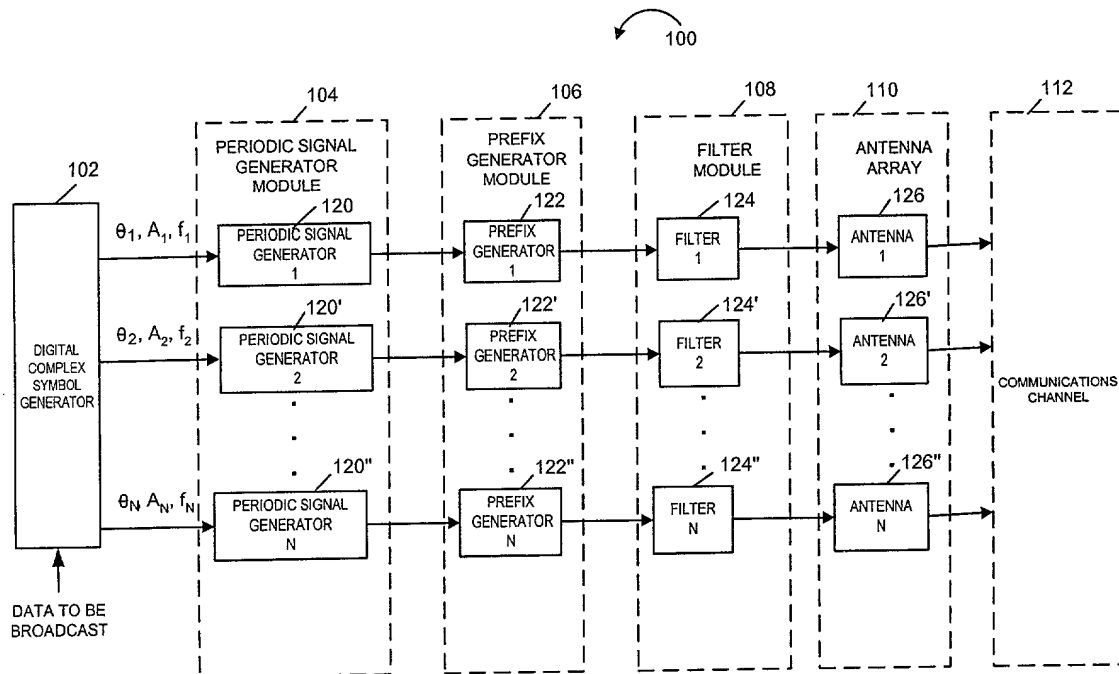 100
104
106
108
110
112
PERIODIC SIGNAL
GENERATOR
MODULE
PREFIX
GENERATOR
MODULE
FILTER
MODULE
ANTENNA
ARRAY
102
120
122
124
126
θ1, A1, f1
PERIODIC SIGNAL
GENERATOR
1
PREFIX
GENERATOR
1
FILTER
1
ANTENNA
1
120'
122'
124'
126'
θ2, A2, f2
PERIODIC SIGNAL
GENERATOR
2
PREFIX
GENERATOR
2
FILTER
2
ANTENNA
2
DIGITAL
COMPLEX
SYMBOL
GENERATOR
COMMUNICATIONS
CHANNEL
120"
122"
124"
126"
θN, AN, fN
PERIODIC SIGNAL
GENERATOR
N
PREFIX
GENERATOR
N
FILTER
N
ANTENNA
N
DATA TO BE
BROADCAST